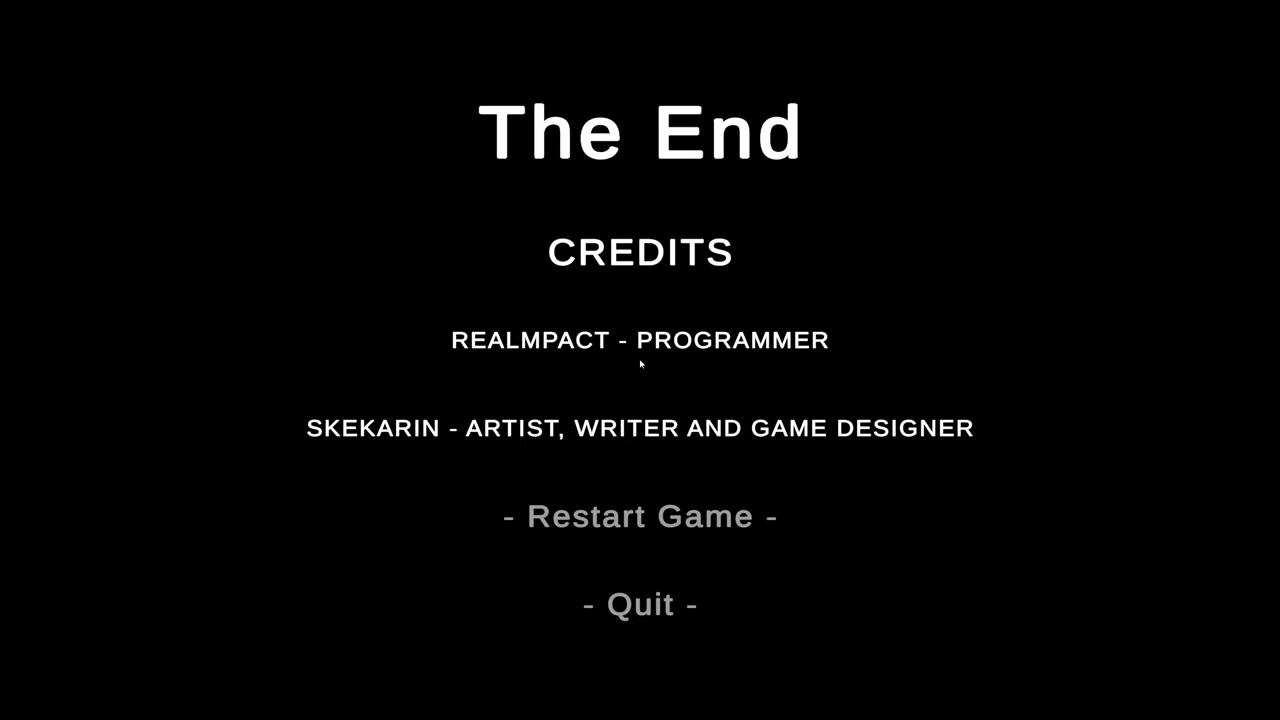 The End
CREDITS
REALMPACT - PROGRAMMER
SKEKARIN - ARTIST, WRITER AND GAME DESIGNER
- Restart Game -
- Quit -